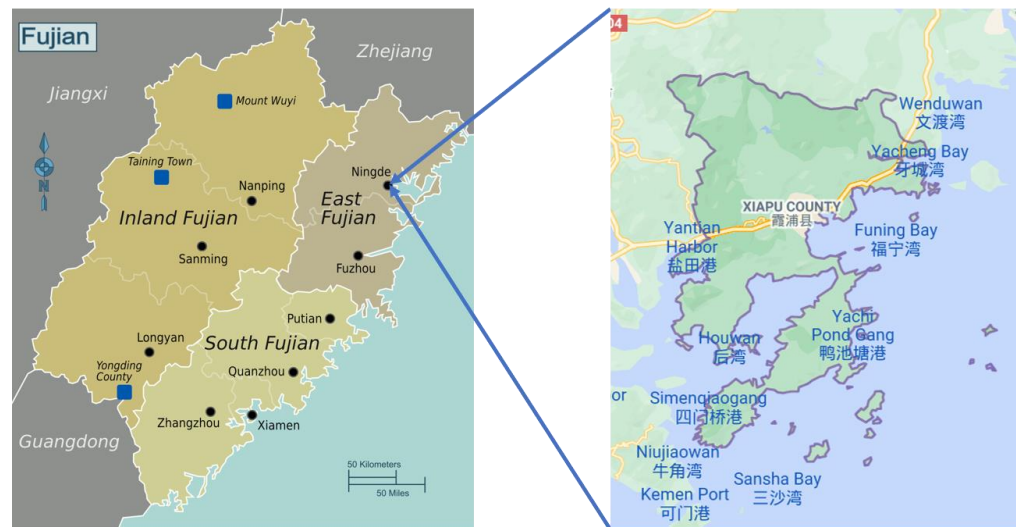 Fujian
Zhejiang
Jiangxi
Mount Wuyi
Taining Town
Ningde
Nanping
East
Fujian
Inland Fujian
Sanming
Fuzhou
Putian
South Fujian
Longyan
Yongding
County
Quanzhou
Zhangzhou
Xiamen
Guangdong
N
50 Kilometers
50 Miles
04
Wenduwan
文渡湾
Yacheng Bay
牙城湾
XIAPU COUNTY
霞浦县
Yantian
Harbor
盐田港
Funing Bay
福宁湾
Yachi
Pond Gang
鸭池塘港
Houwan
后湾
or
Simenqiaogang
四门桥港
Niujiaowan
牛角湾
Sansha Bay
三沙湾
Kemen Port
可门港